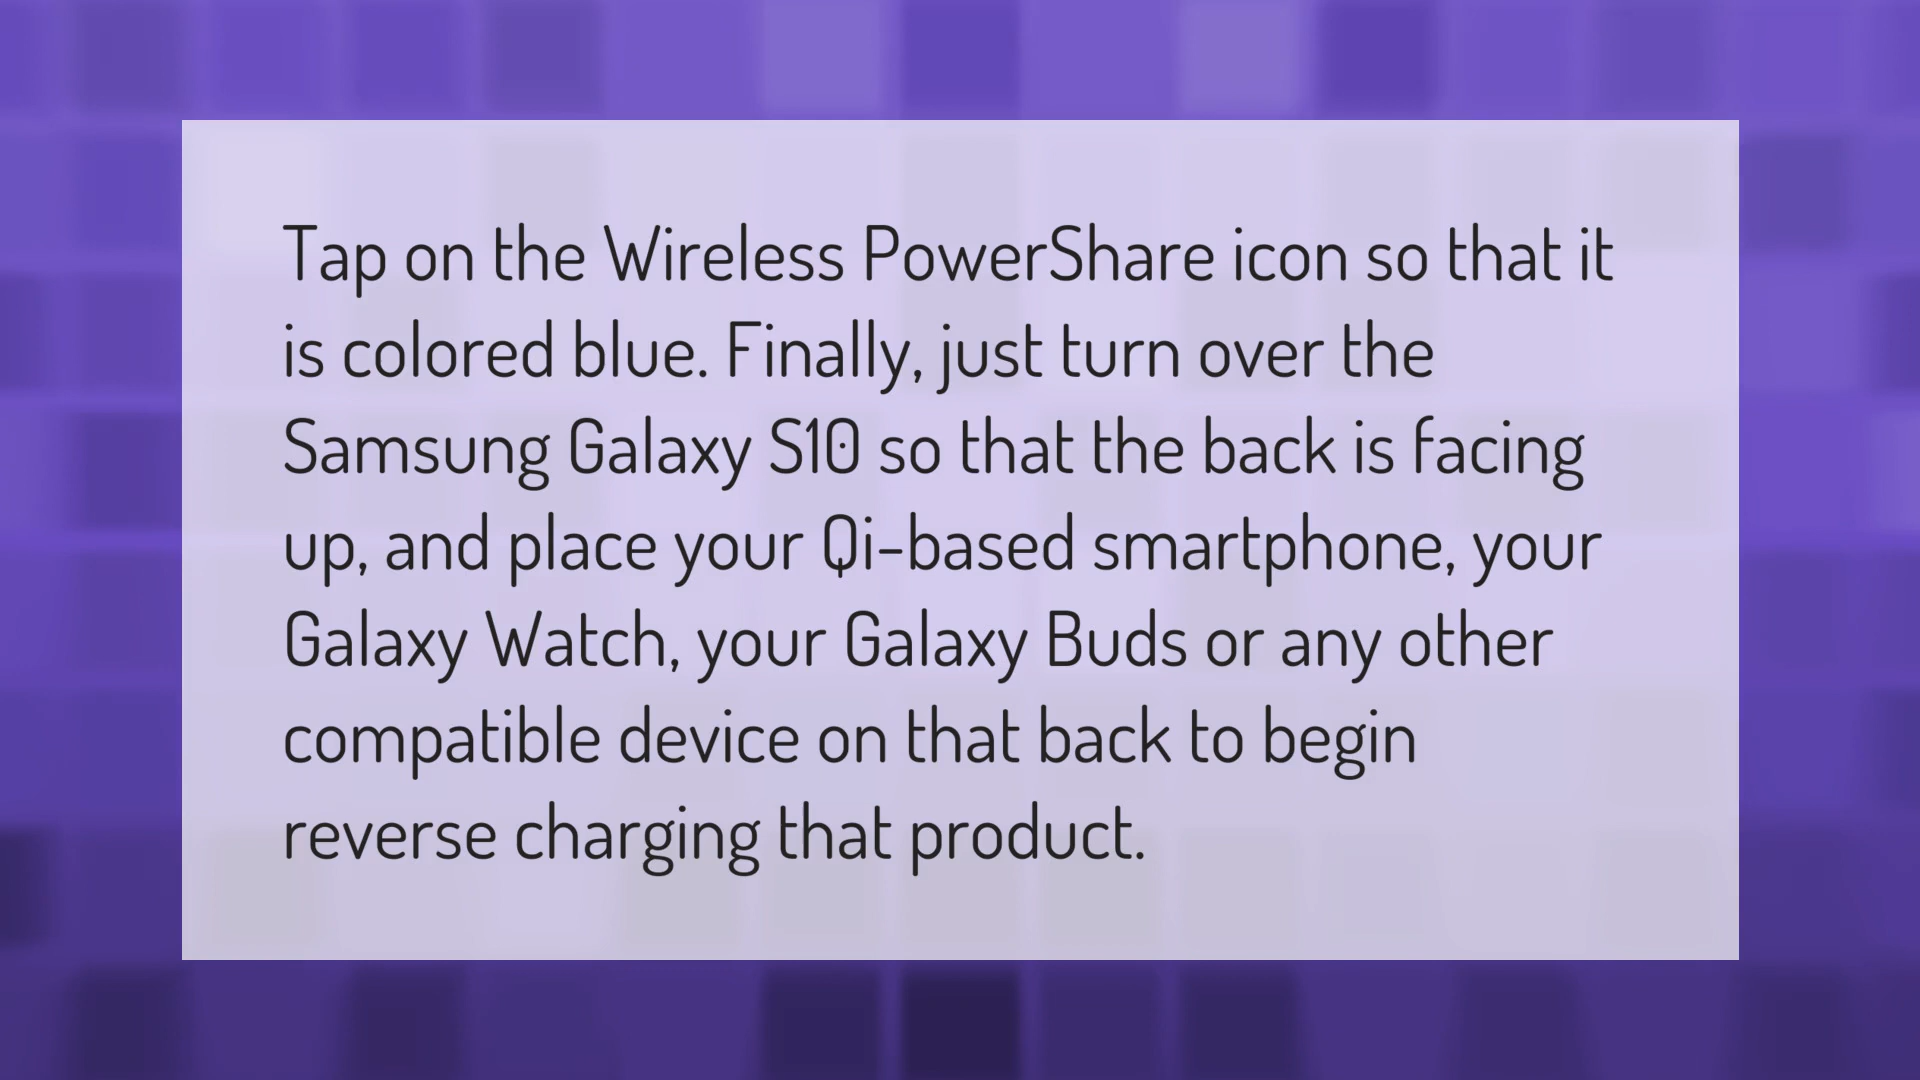 Tap on the Wireless PowerShare icon so that it
is colored blue. Finally, just turn over the
Samsung Galaxy S10 so that the back is facing
up, and place your Qi-based smartphone, your
Galaxy Watch, your Galaxy Buds or any other
compatible device on that back to begin
reverse charging that product.